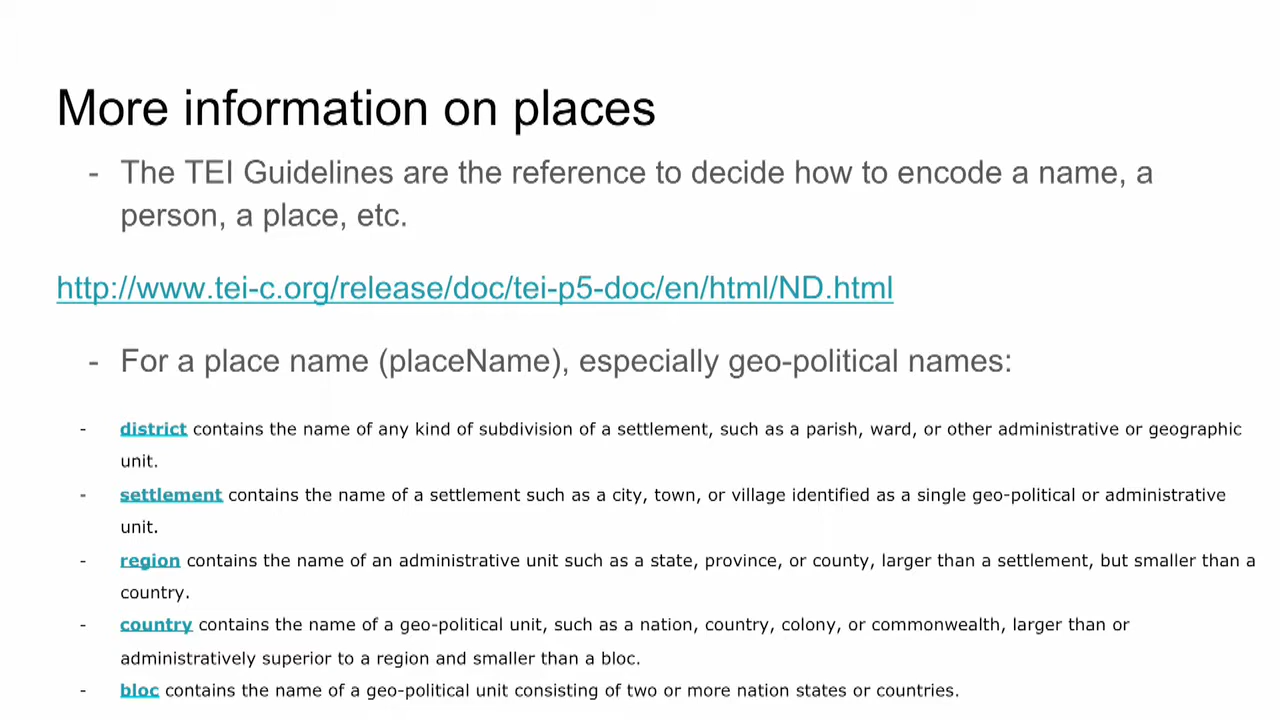 More information on places
- The TEI Guidelines are the reference to decide how to encode a name, a
person, a place, etc.
http://www.tei-c.org/release/doc/tei-p5-doc/en/html/ND.html
- For a place name (placeName), especially geo-political names:
- district contains the name of any kind of subdivision of a settlement, such as a parish, ward, or other administrative or geographic
unit.
- settlement contains the name of a settlement such as a city, town, or village identified as a single geo-political or administrative
unit.
- region contains the name of an administrative unit such as a state, province, or county, larger than a settlement, but smaller than a
country.
- country contains the name of a geo-political unit, such as a nation, country, colony, or commonwealth, larger than or
administratively superior to a region and smaller than a bloc.
- bloc contains the name of a geo-political unit consisting of two or more nation states or countries.